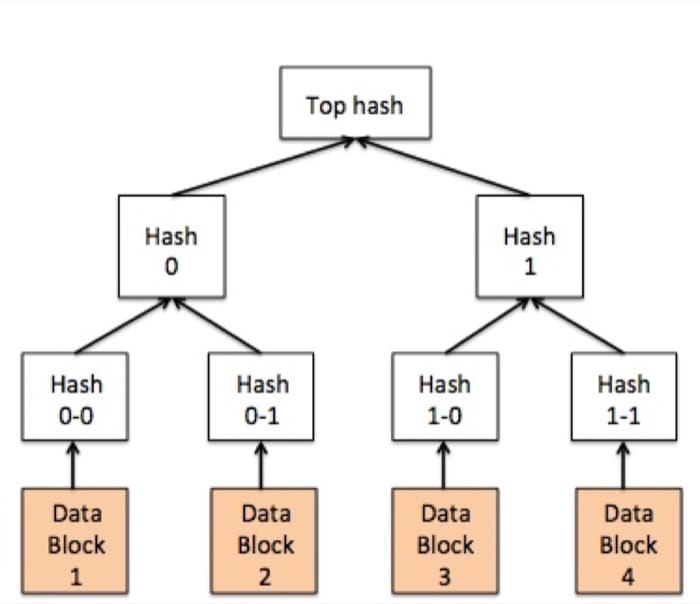 Top hash
Hash
0
Hash
1
Hash
0-0
Hash
0-1
Hash
1-0
Hash
1-1
Data
Block
1
Data
Block
2
Data
Block
3
Data
Block
4